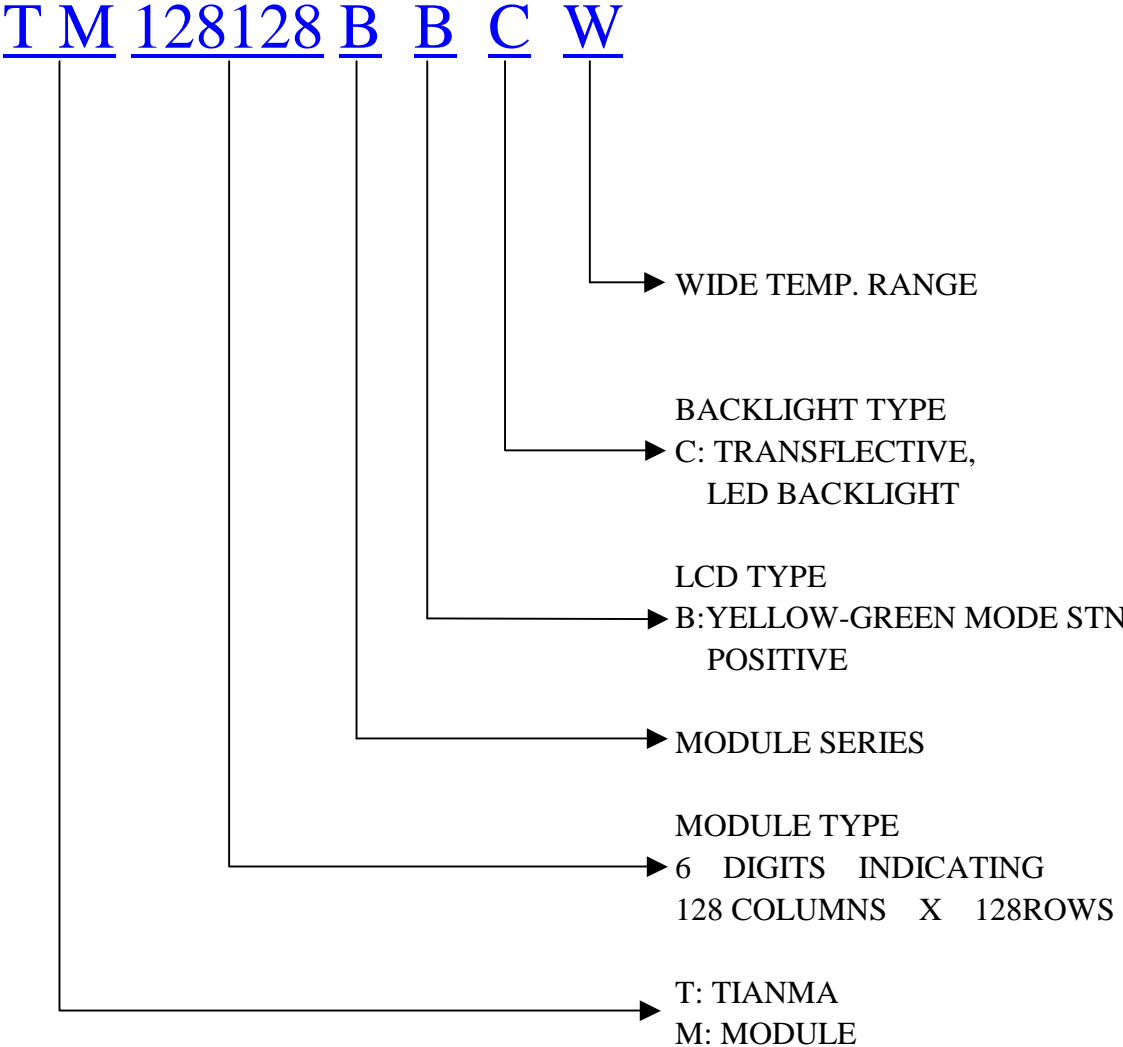 T M 128128 B B C W
WIDE TEMP. RANGE
BACKLIGHT TYPE
C: TRANSFLECTIVE,
LED BACKLIGHT
LCD TYPE
B:YELLOW-GREEN MODE STN
POSITIVE
MODULE SERIES
MODULE TYPE
6 DIGITS INDICATING
128 COLUMNS X 128ROWS
T: TIANMA
M: MODULE